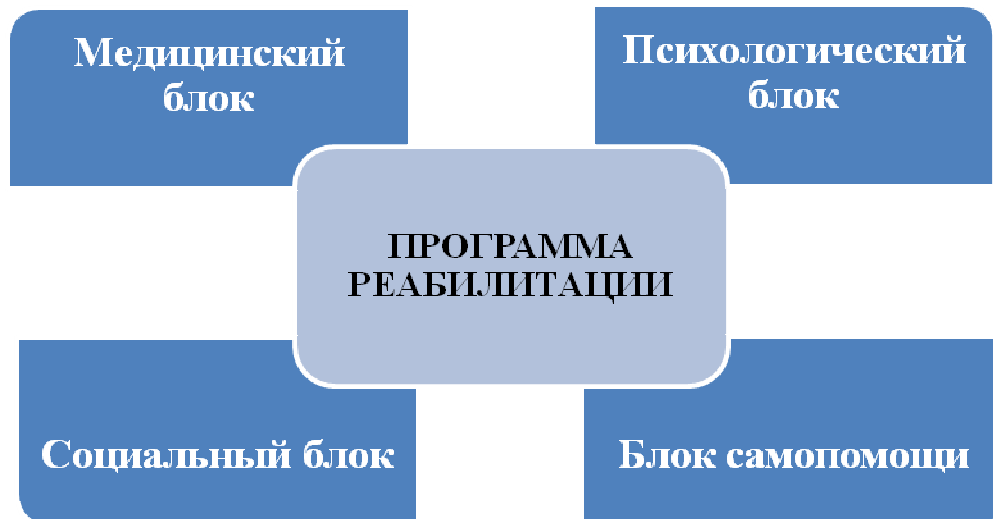 Медицинский
блок
Психологический
блок
ПРОГРАММА
РЕАБИЛИТАЦИИ
Социальный блок
Блок самопомощи